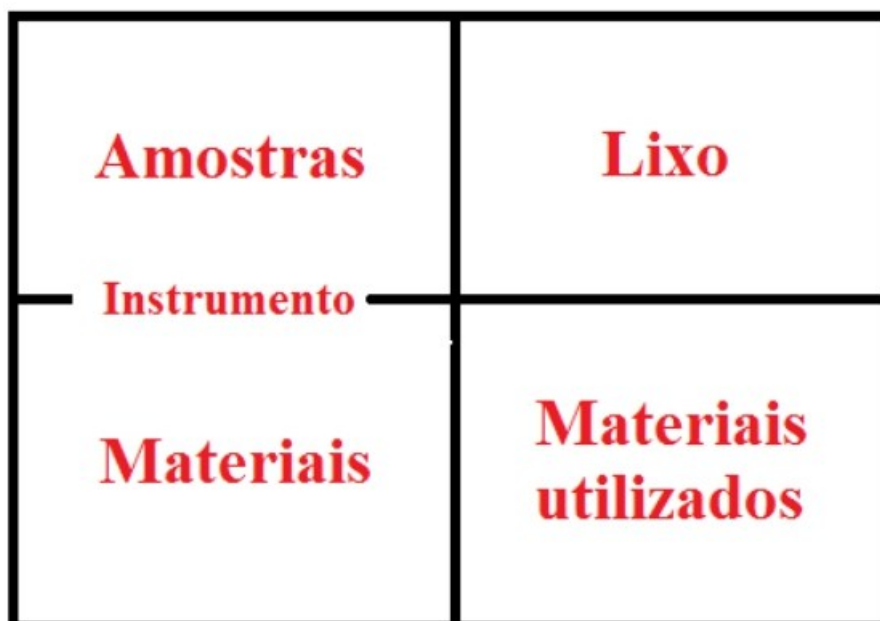 Amostras
Lixo
Instrumento
Materiais
Materiais
utilizados